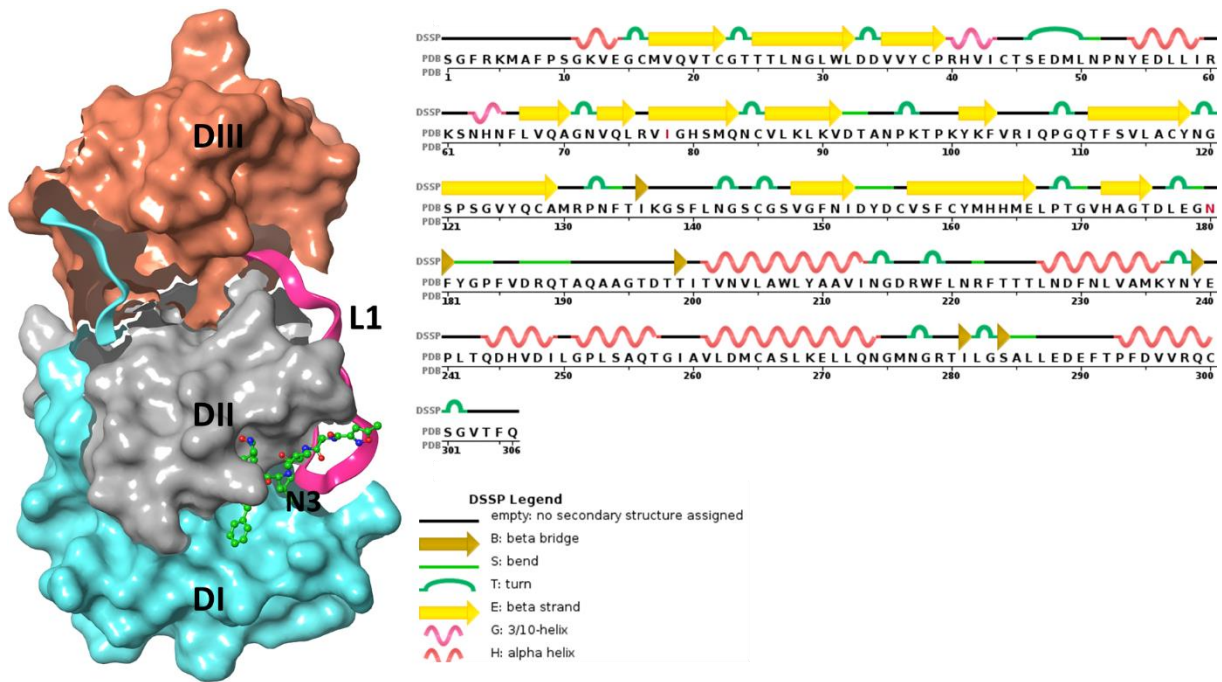 DIII
L1
DII
N3
DI
DSSP
PDB SGFRKMAFPSGKVEGCMVQVTCGTTTLNGLWLDDVVYCPRHVICTSEDMLNPNYEDLLIR
PDB 1 10 20 30 40 50 60
DSSP
PDB KSNHNFLVQAGNVQLRVIGHSMQNCVLKLKVDTANPKTPKYKFVRIQPGQTFSVLACYNG
PDB 61 70 80 90 100 110 120
DSSP
PDB SPSGVYQCAMRPNFTIKGSFLNGSCGSVGFNIDYDCVSFCYMHHMELPTGVHAGTDLEGN
PDB 121 130 140 150 160 170 180
DSSP
PDB FYGPFVDRQTAQAAGTDTTITVNVLAWLYAAVINGDRWFLNRFTTTLNDFNLVAMKYNYE
PDB 181 190 200 210 220 230 240
DSSP
PDB PLTQDHVDILGPLSAQTGIAVLDMCASLKELLQNGMNGRTILGSALLEDEFTPFDVVRQC
PDB 241 250 260 270 280 290 300
DSSP
PDB SGVTFQ
PDB 301 306
DSSP Legend
empty: no secondary structure assigned
B: beta bridge
S: bend
T: turn
E: beta strand
G: 3/10-helix
H: alpha helix